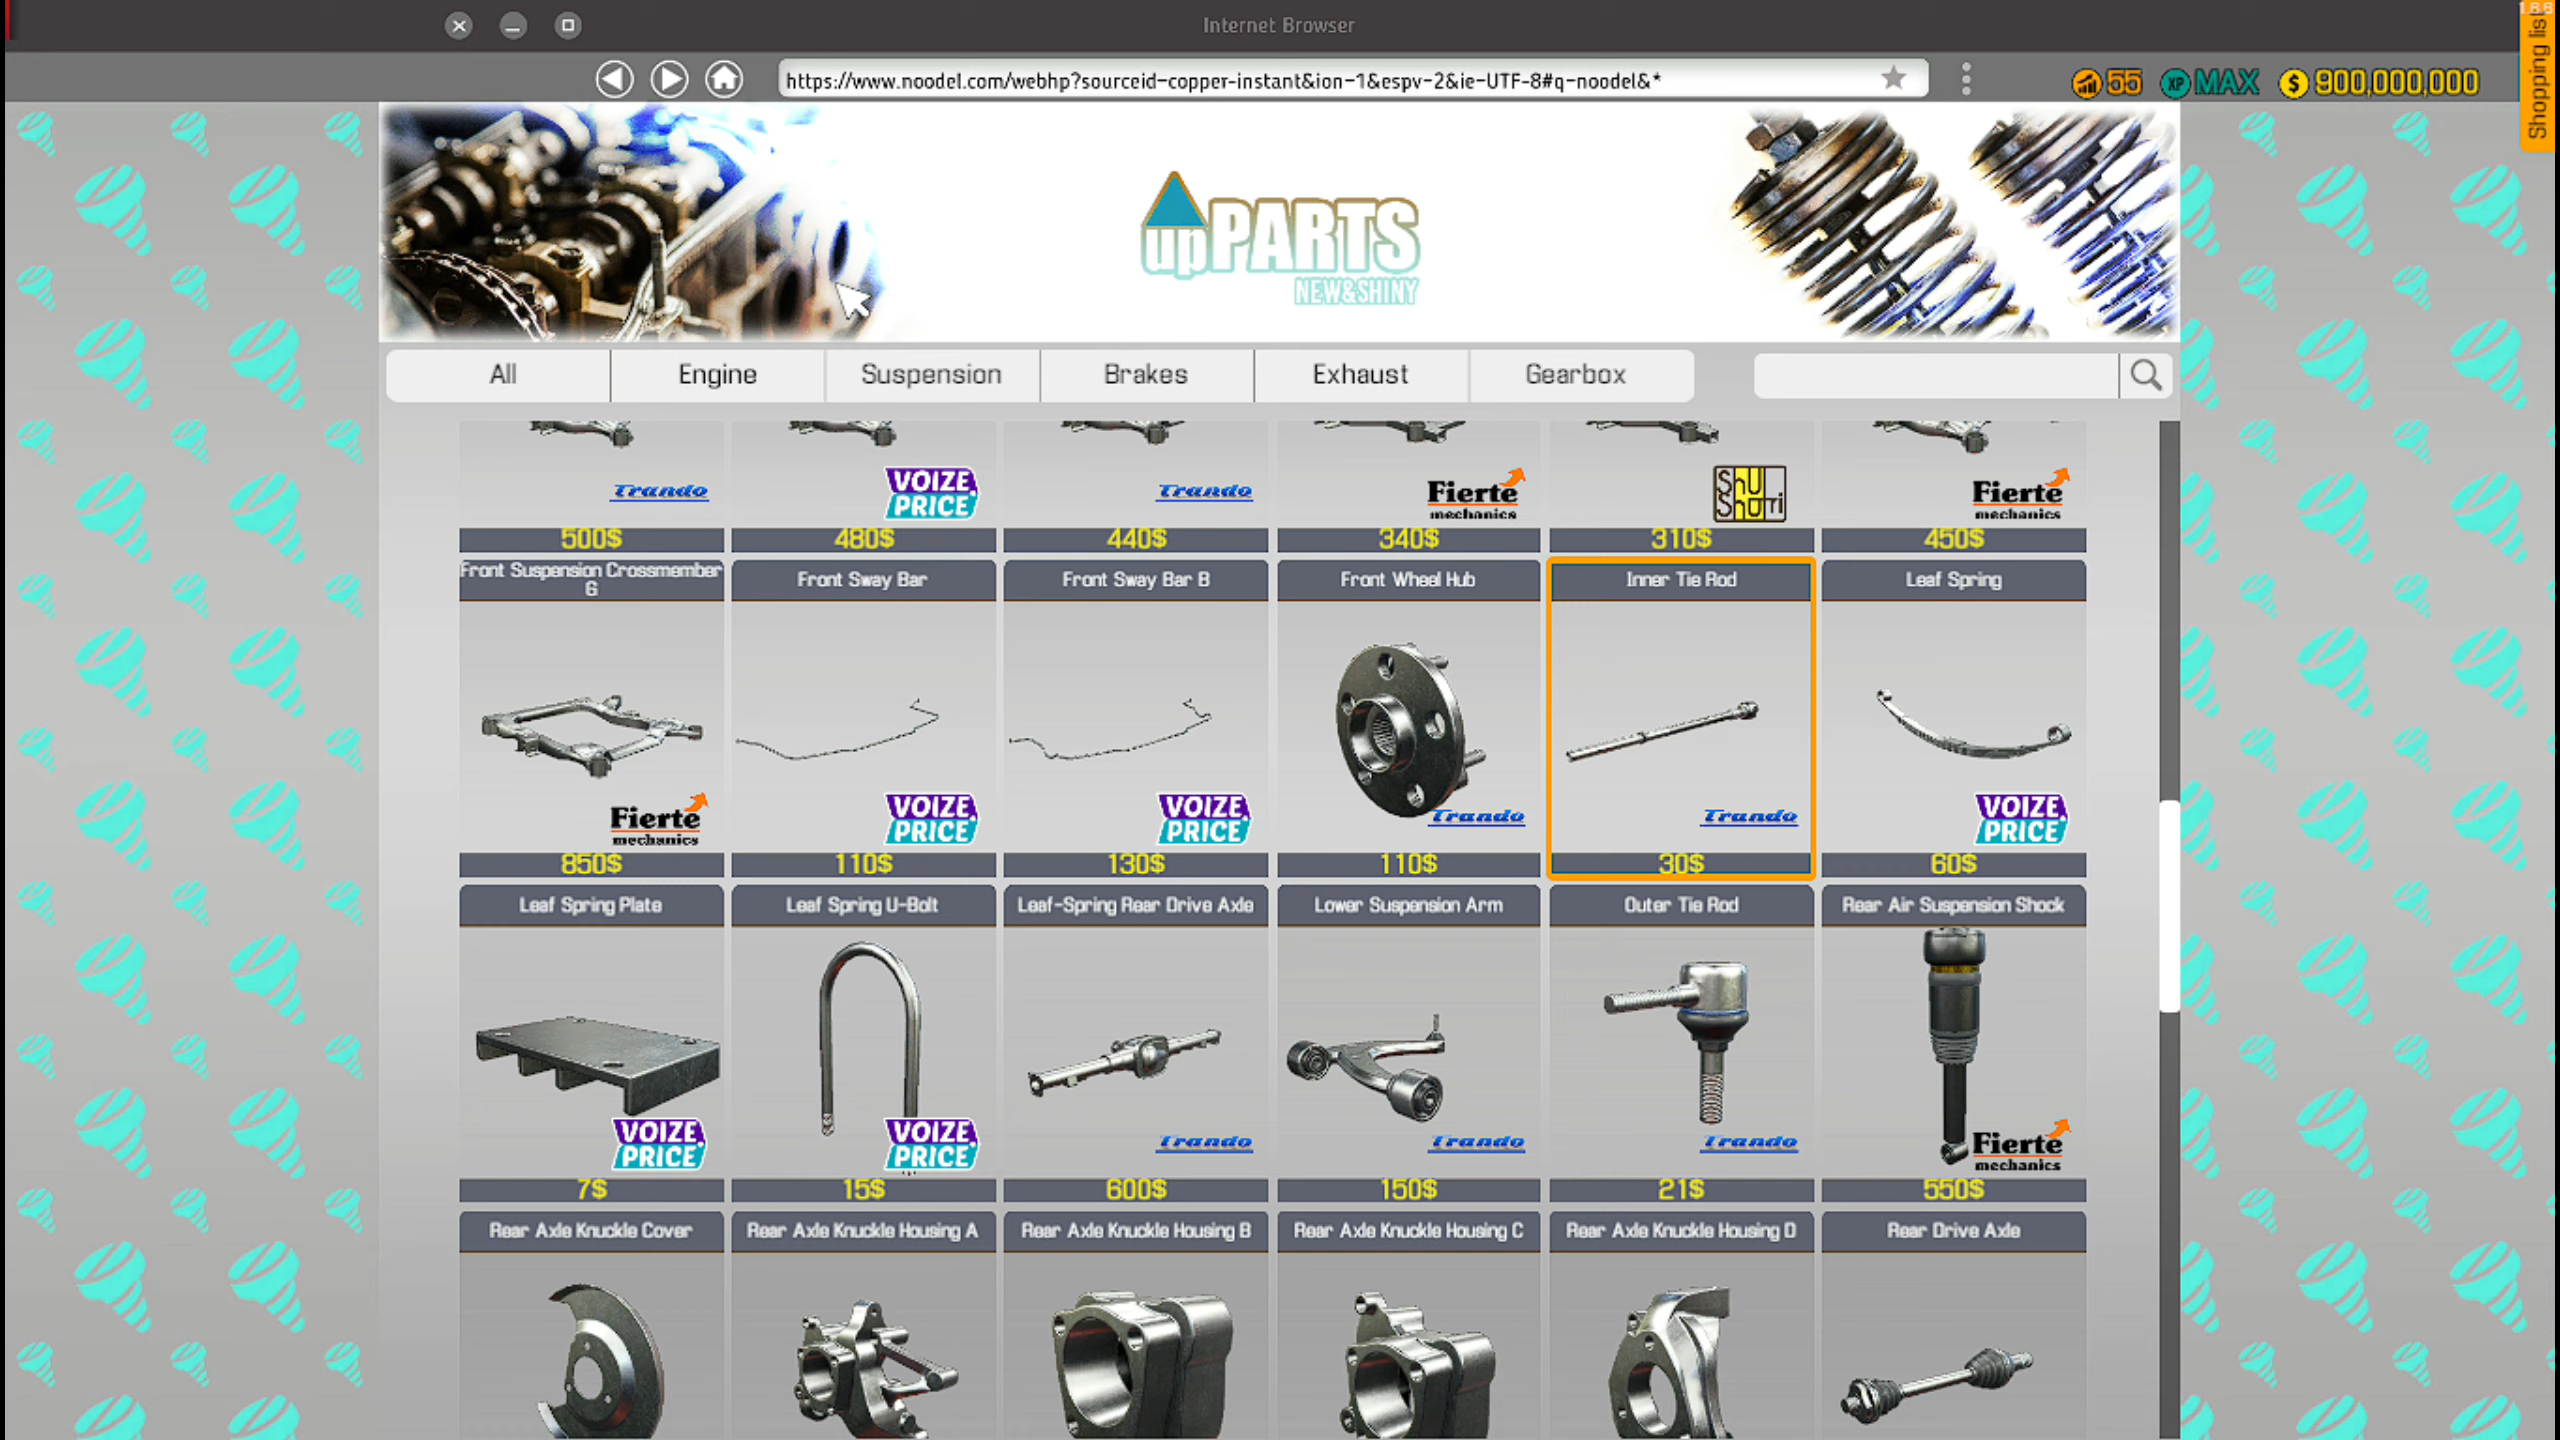 Internet Browser
166
Shopping list
https://www.noodel.com/webhp?sourceid-copper-instant&ion-1&espv-2&ie-UTF-8#q-noodel&*
55
XP MAX
$ 900,000,000
upPARTS
NEW&SHINY
All
Engine
Suspension
Brakes
Exhaust
Gearbox
Trando
VOIZE PRICE
Trando
Fierte mechanics
Shu Shuri
Fierte mechanics
500$
480$
440$
340$
310$
450$
Front Suspension Crossmember
G
Front Sway Bar
Front Sway Bar B
Front Wheel Hub
Inner Tie Rod
Leaf Spring
Fierte mechanics
VOIZE PRICE
VOIZE PRICE
Trando
Trando
VOIZE PRICE
850$
110$
130$
110$
30$
60$
Leaf Spring Plate
Leaf Spring U-Bolt
Leaf-Spring Rear Drive Axle
Lower Suspension Arm
Outer Tie Rod
Rear Air Suspension Shock
VOIZE PRICE
VOIZE PRICE
Trando
Trando
Trando
Fierte mechanics
7$
15$
600$
150$
21$
550$
Rear Axle Knuckle Cover
Rear Axle Knuckle Housing A
Rear Axle Knuckle Housing B
Rear Axle Knuckle Housing C
Rear Axle Knuckle Housing D
Rear Drive Axle